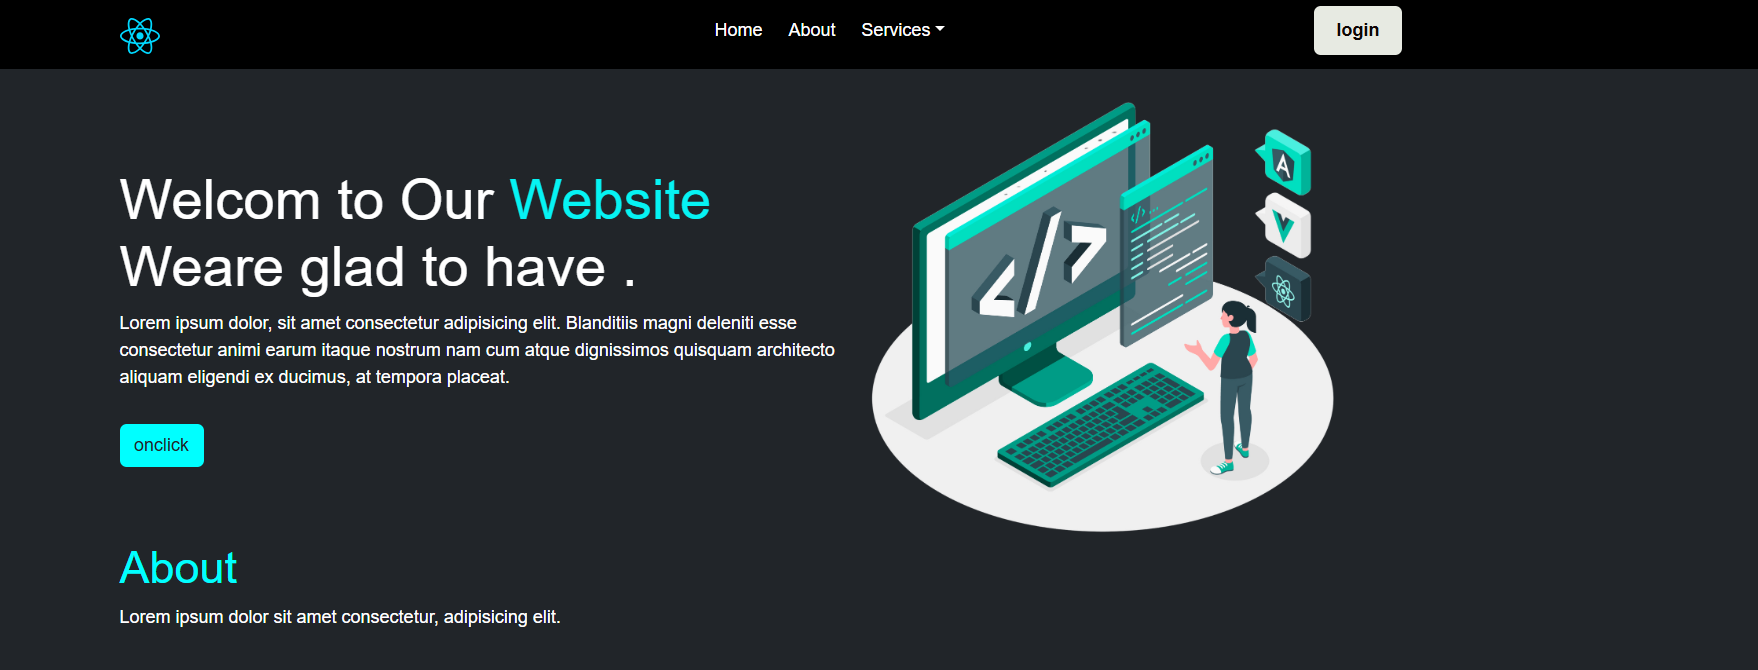 Home About Services login
Welcom to Our Website
Weare glad to have .
Lorem ipsum dolor, sit amet consectetur adipisicing elit. Blanditiis magni deleniti esse
consectetur animi earum itaque nostrum nam cum atque dignissimos quisquam architecto
aliquam eligendi ex ducimus, at tempora placeat.
onclick
</>
</>...
A
About
Lorem ipsum dolor sit amet consectetur, adipisicing elit.